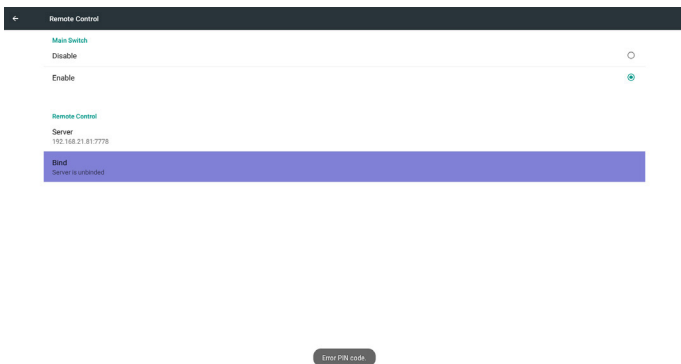 Remote Control
Main Switch
Disable
Enable
Remote Control
Server
192.168.21.81:7778
Bind
Server is unbinded
Error PIN code.